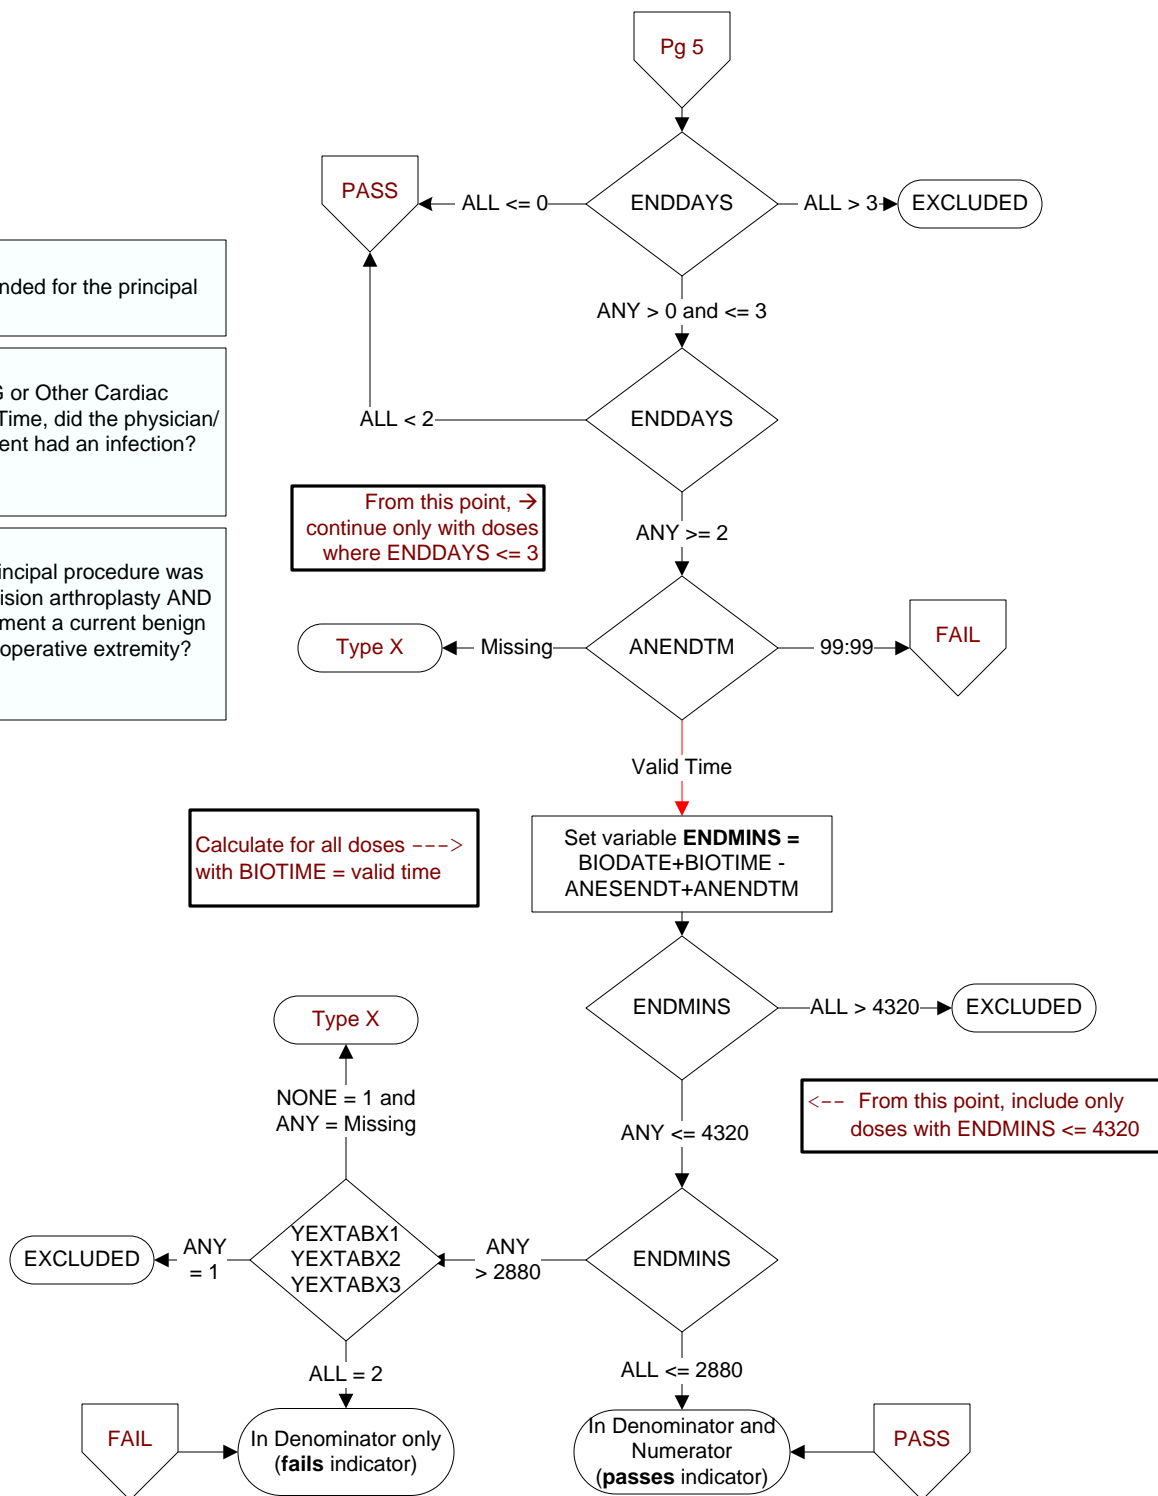 Pg 5
PASS
ALL <= 0
ENDDAYS
ALL > 3
EXCLUDED
nded for the principal
ANY > 0 and <= 3
G or Other Cardiac
Time, did the physician/
ent had an infection?
ALL < 2
ENDDAYS
From this point, →
continue only with doses
where ENDDAYS <= 3
ANY >= 2
incipal procedure was
ision arthroplasty AND
ment a current benign
operative extremity?
Type X
Missing
ANENDTM
99:99
FAIL
Valid Time
Calculate for all doses --->
with BIOTIME = valid time
Set variable ENDMINS =
BIODATE+BIOTIME -
ANESENDT+ANENDTM
Type X
ENDMINS
ALL > 4320
EXCLUDED
NONE = 1 and
ANY = Missing
<-- From this point, include only
doses with ENDMINS <= 4320
ANY <= 4320
EXCLUDED
ANY
= 1
YEXTABX1
YEXTABX2
YEXTABX3
ANY
> 2880
ENDMINS
ALL = 2
ALL <= 2880
FAIL
In Denominator only
(fails indicator)
In Denominator and
Numerator
(passes indicator)
PASS